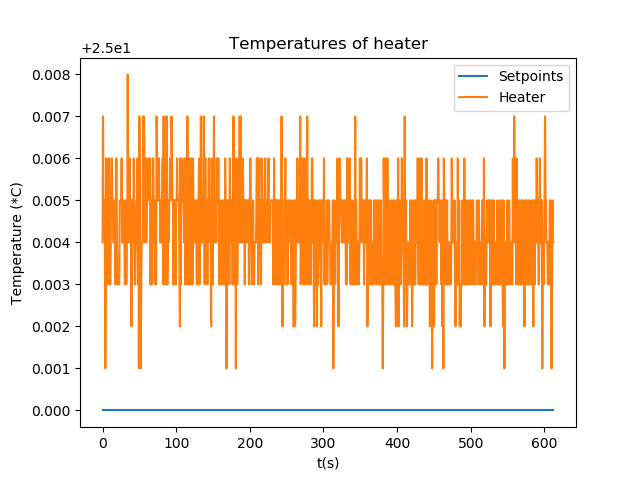 Temperatures of heater
+2.5e1
Setpoints
Heater
Temperature (*C)
0.008
0.007
0.006
0.005
0.004
0.003
0.002
0.001
0.000
0 100 200 300 400 500 600
t(s)